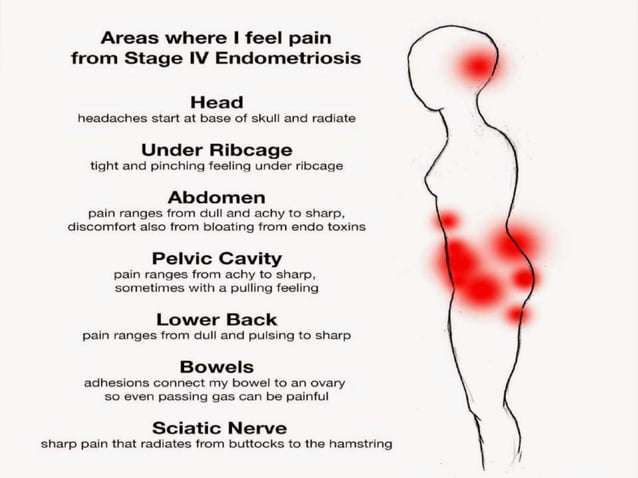 Areas where I feel pain
from Stage IV Endometriosis
Head
headaches start at base of skull and radiate
Under Ribcage
tight and pinching feeling under ribcage
Abdomen
pain ranges from dull and achy to sharp,
discomfort also from bloating from endo toxins
Pelvic Cavity
pain ranges from achy to sharp,
sometimes with a pulling feeling
Lower Back
pain ranges from dull and pulsing to sharp
Bowels
adhesions connect my bowel to an ovary
so even passing gas can be painful
Sciatic Nerve
sharp pain that radiates from buttocks to the hamstring